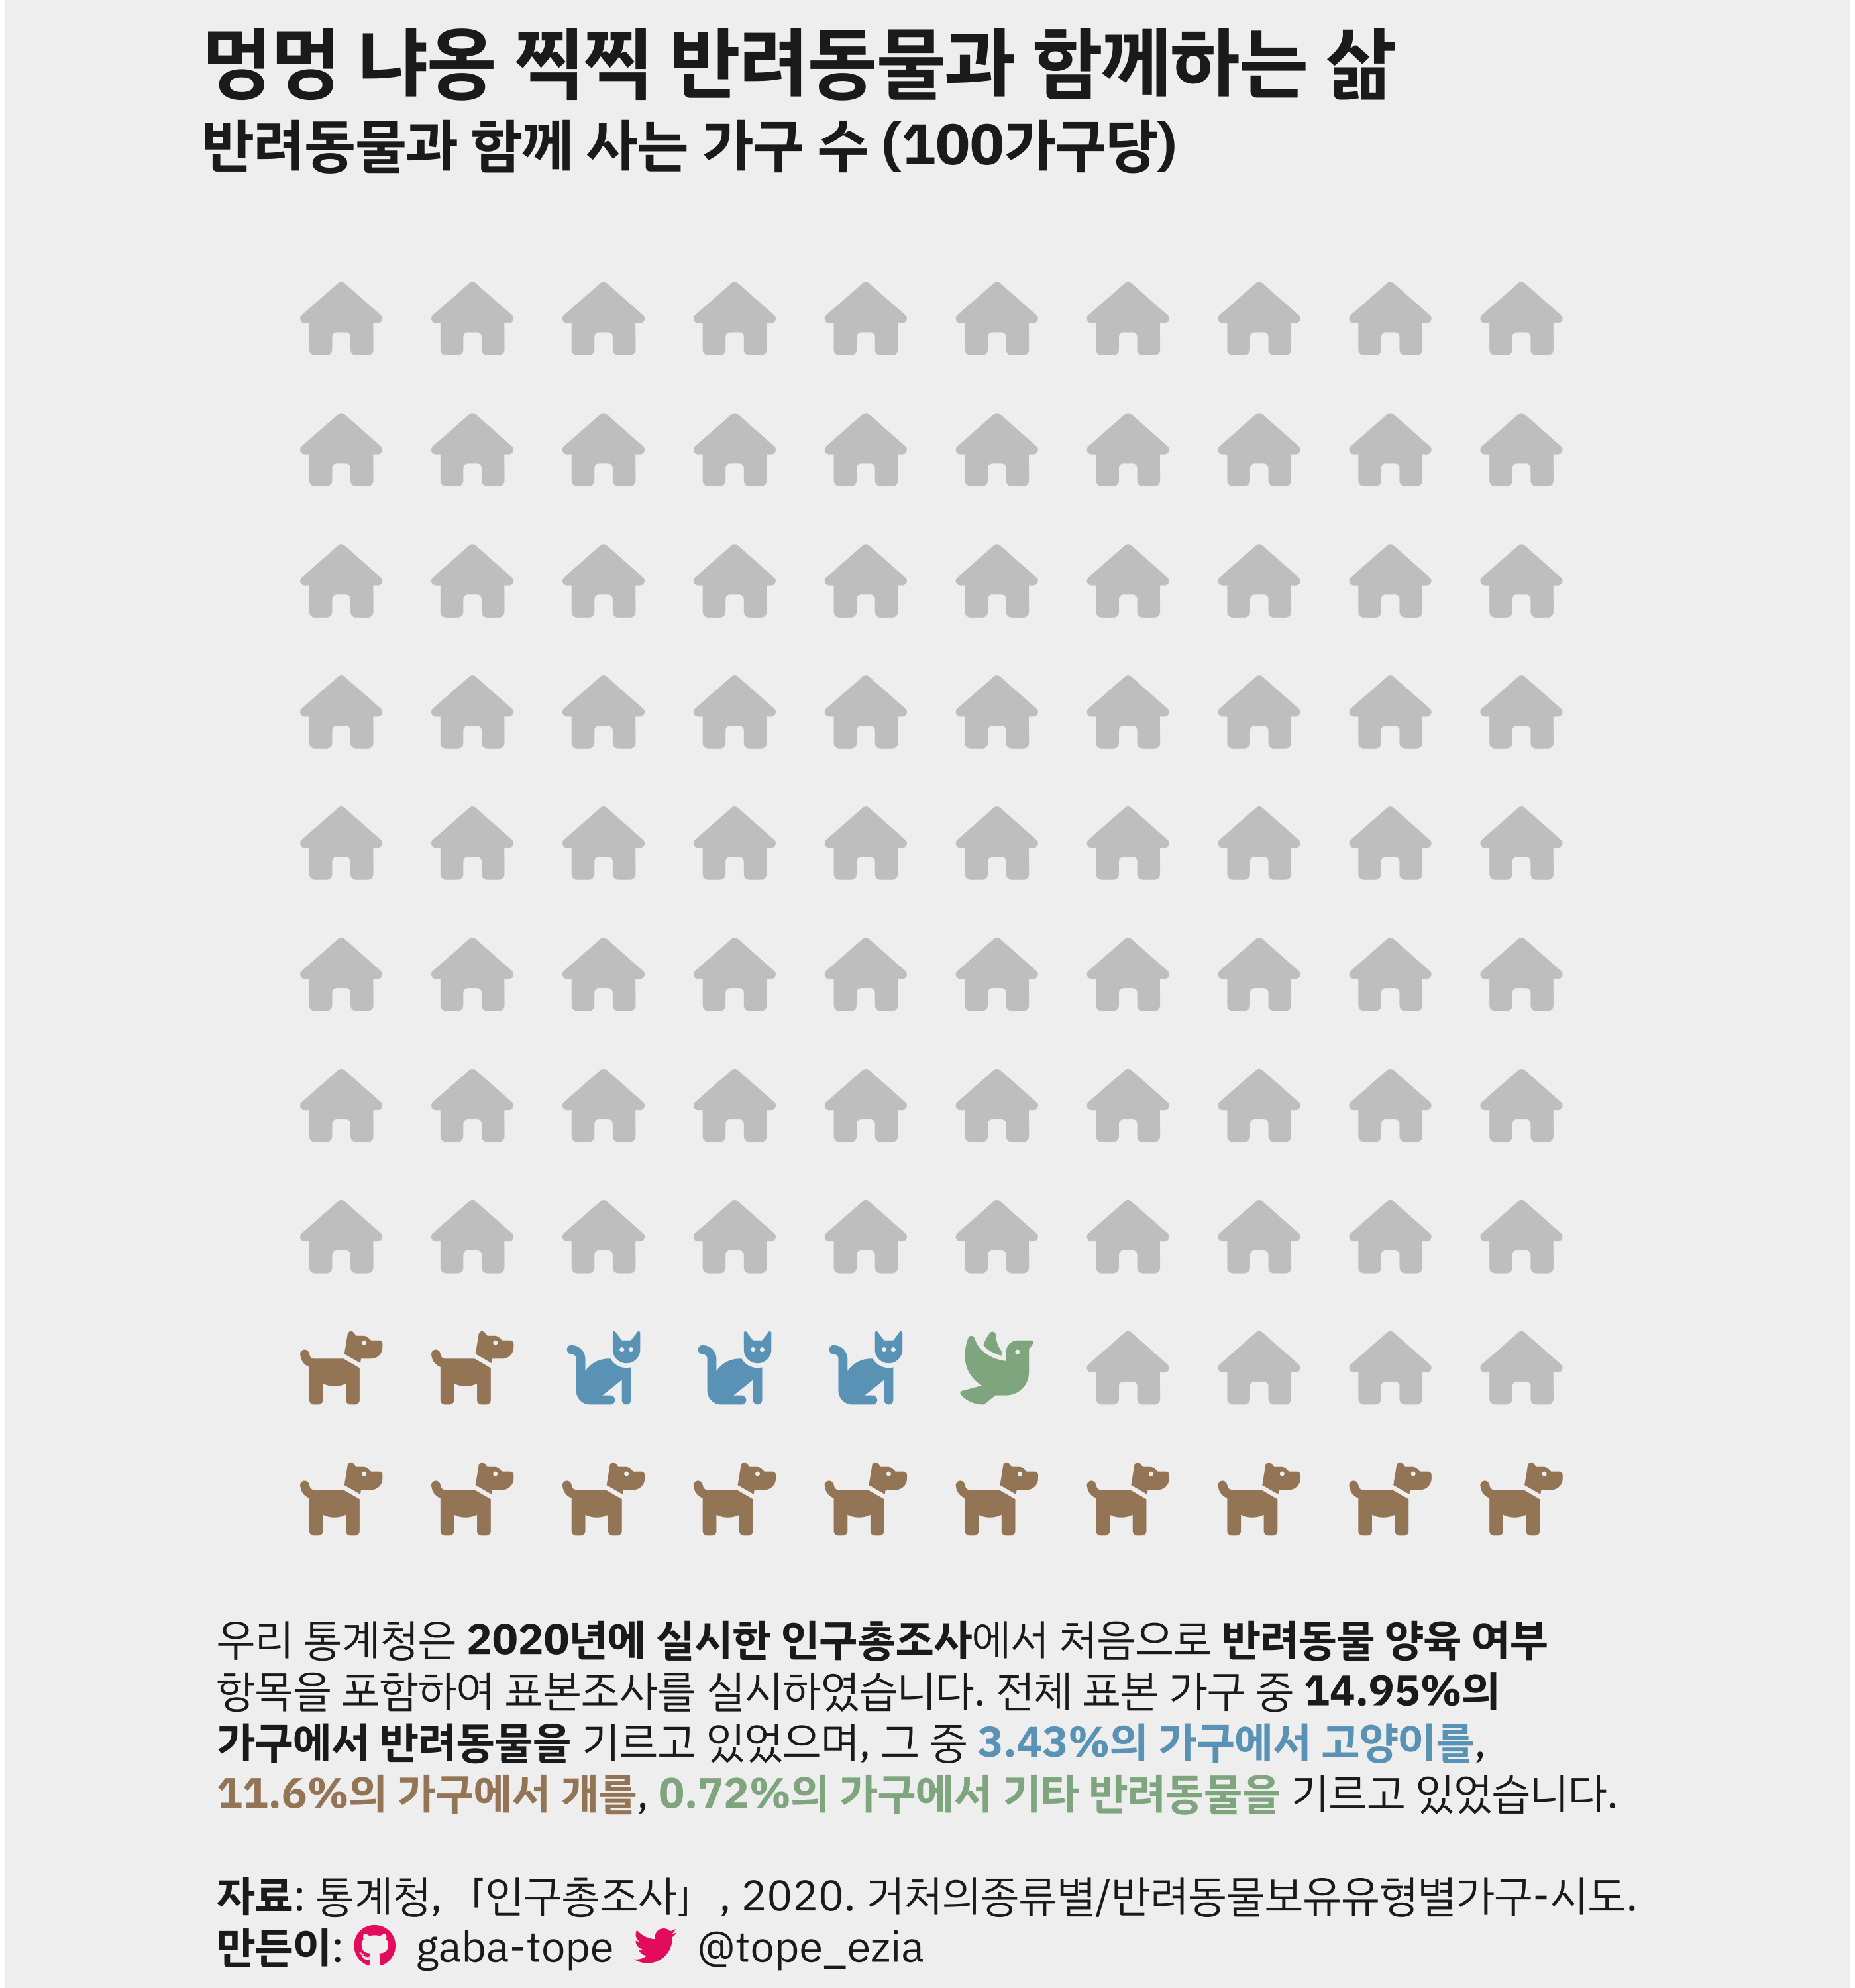 멍멍 냐옹 찍찍 반려동물과 함께하는 삶
반려동물과 함께 사는 가구 수 (100가구당)
우리 통계청은 2020년에 실시한 인구총조사에서 처음으로 반려동물 양육 여부
항목을 포함하여 표본조사를 실시하였습니다. 전체 표본 가구 중 14.95%의
가구에서 반려동물은 기르고 있었으며, 그 중 3.43%의 가구에서 고양이를,
11.6%의 가구에서 개를, 0.72%의 가구에서 기타 반려동물을 기르고 있었습니다.
자료: 통계청, 「인구총조사」, 2020. 거처의종류별/반려동물보유유형별가구-시도.
만든이: gaba-tope @tope_ezia